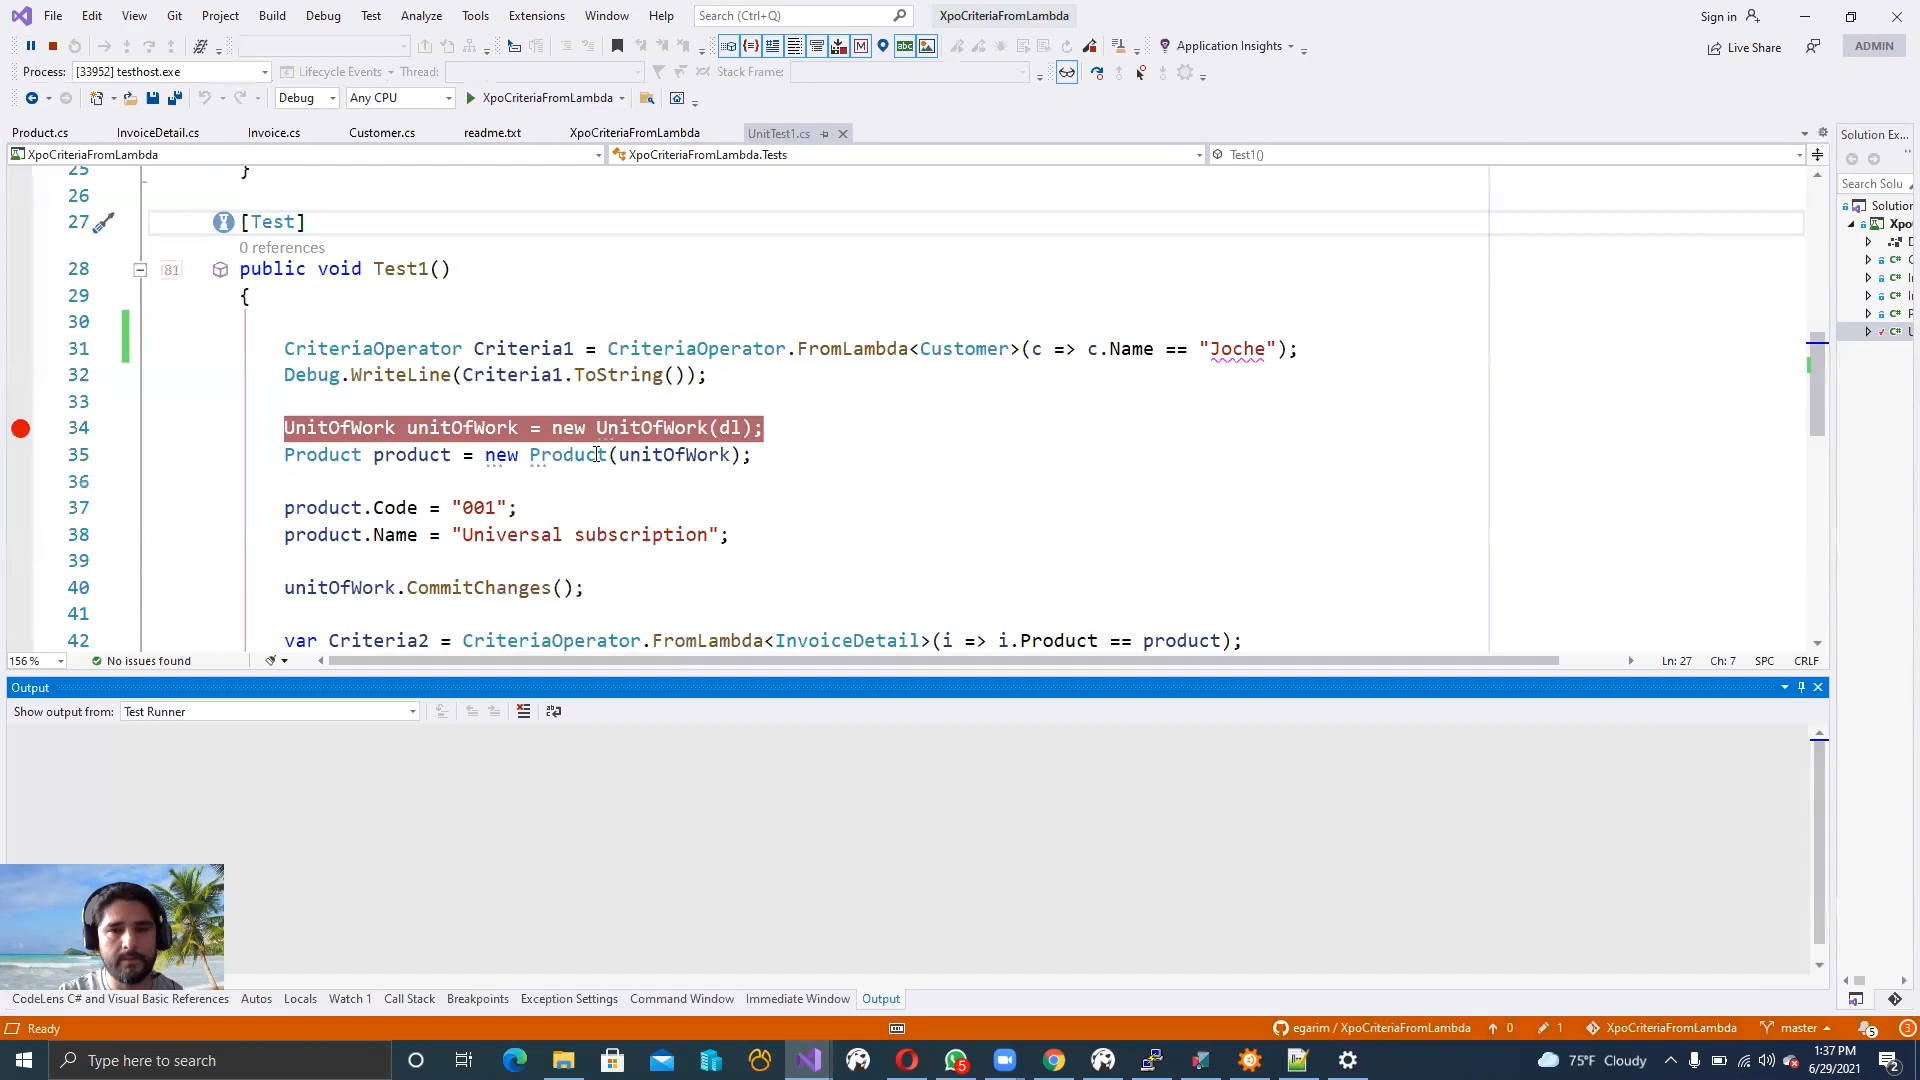 File Edit View Git Project Build Debug Test Analyze Tools Extensions Window Help Search (Ctrl+Q) XpoCriteriaFromLambda Sign in
Application Insights Live Share ADMIN
Process: [33952] testhost.exe Lifecycle Events Thread: Stack Frame:
Debug Any CPU XpoCriteriaFromLambda
Product.cs InvoiceDetail.cs Invoice.cs Customer.cs readme.txt XpoCriteriaFromLambda UnitTest1.cs Solution Ex...
XpoCriteriaFromLambda XpoCriteriaFromLambda.Tests Test1()
25 }
26
27 [Test]
0 references
28 81 public void Test1()
29 {
30
31 CriteriaOperator Criteria1 = CriteriaOperator.FromLambda<Customer>(c => c.Name == "Joche");
32 Debug.WriteLine(Criteria1.ToString());
33
34 UnitOfWork unitOfWork = new UnitOfWork(dl);
35 Product product = new Product(unitOfWork);
36
37 product.Code = "001";
38 product.Name = "Universal subscription";
39
40 unitOfWork.CommitChanges();
41
42 var Criteria2 = CriteriaOperator.FromLambda<InvoiceDetail>(i => i.Product == product);
Search Solu
Solution
Xpo
156 % No issues found Ln: 27 Ch: 7 SPC CRLF
Output
Show output from: Test Runner
CodeLens C# and Visual Basic References Autos Locals Watch 1 Call Stack Breakpoints Exception Settings Command Window Immediate Window Output
Ready egarim / XpoCriteriaFromLambda 0 1 XpoCriteriaFromLambda master 5 3
Type here to search 5 75°F Cloudy 1:37 PM
6/29/2021 2